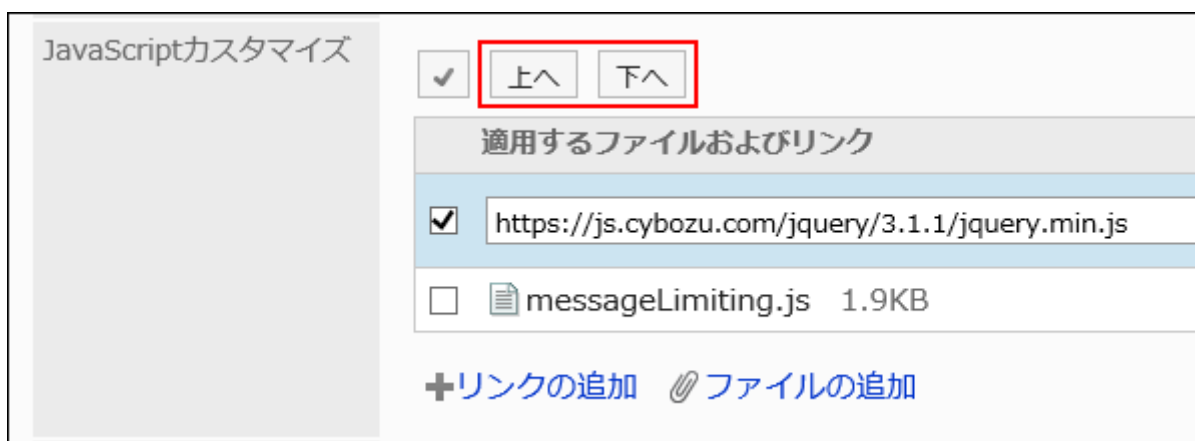 JavaScriptカスタマイズ
上へ 下へ
適用するファイルおよびリンク
https://js.cybozu.com/jquery/3.1.1/jquery.min.js
messageLimiting.js 1.9KB
リンクの追加 ファイルの追加